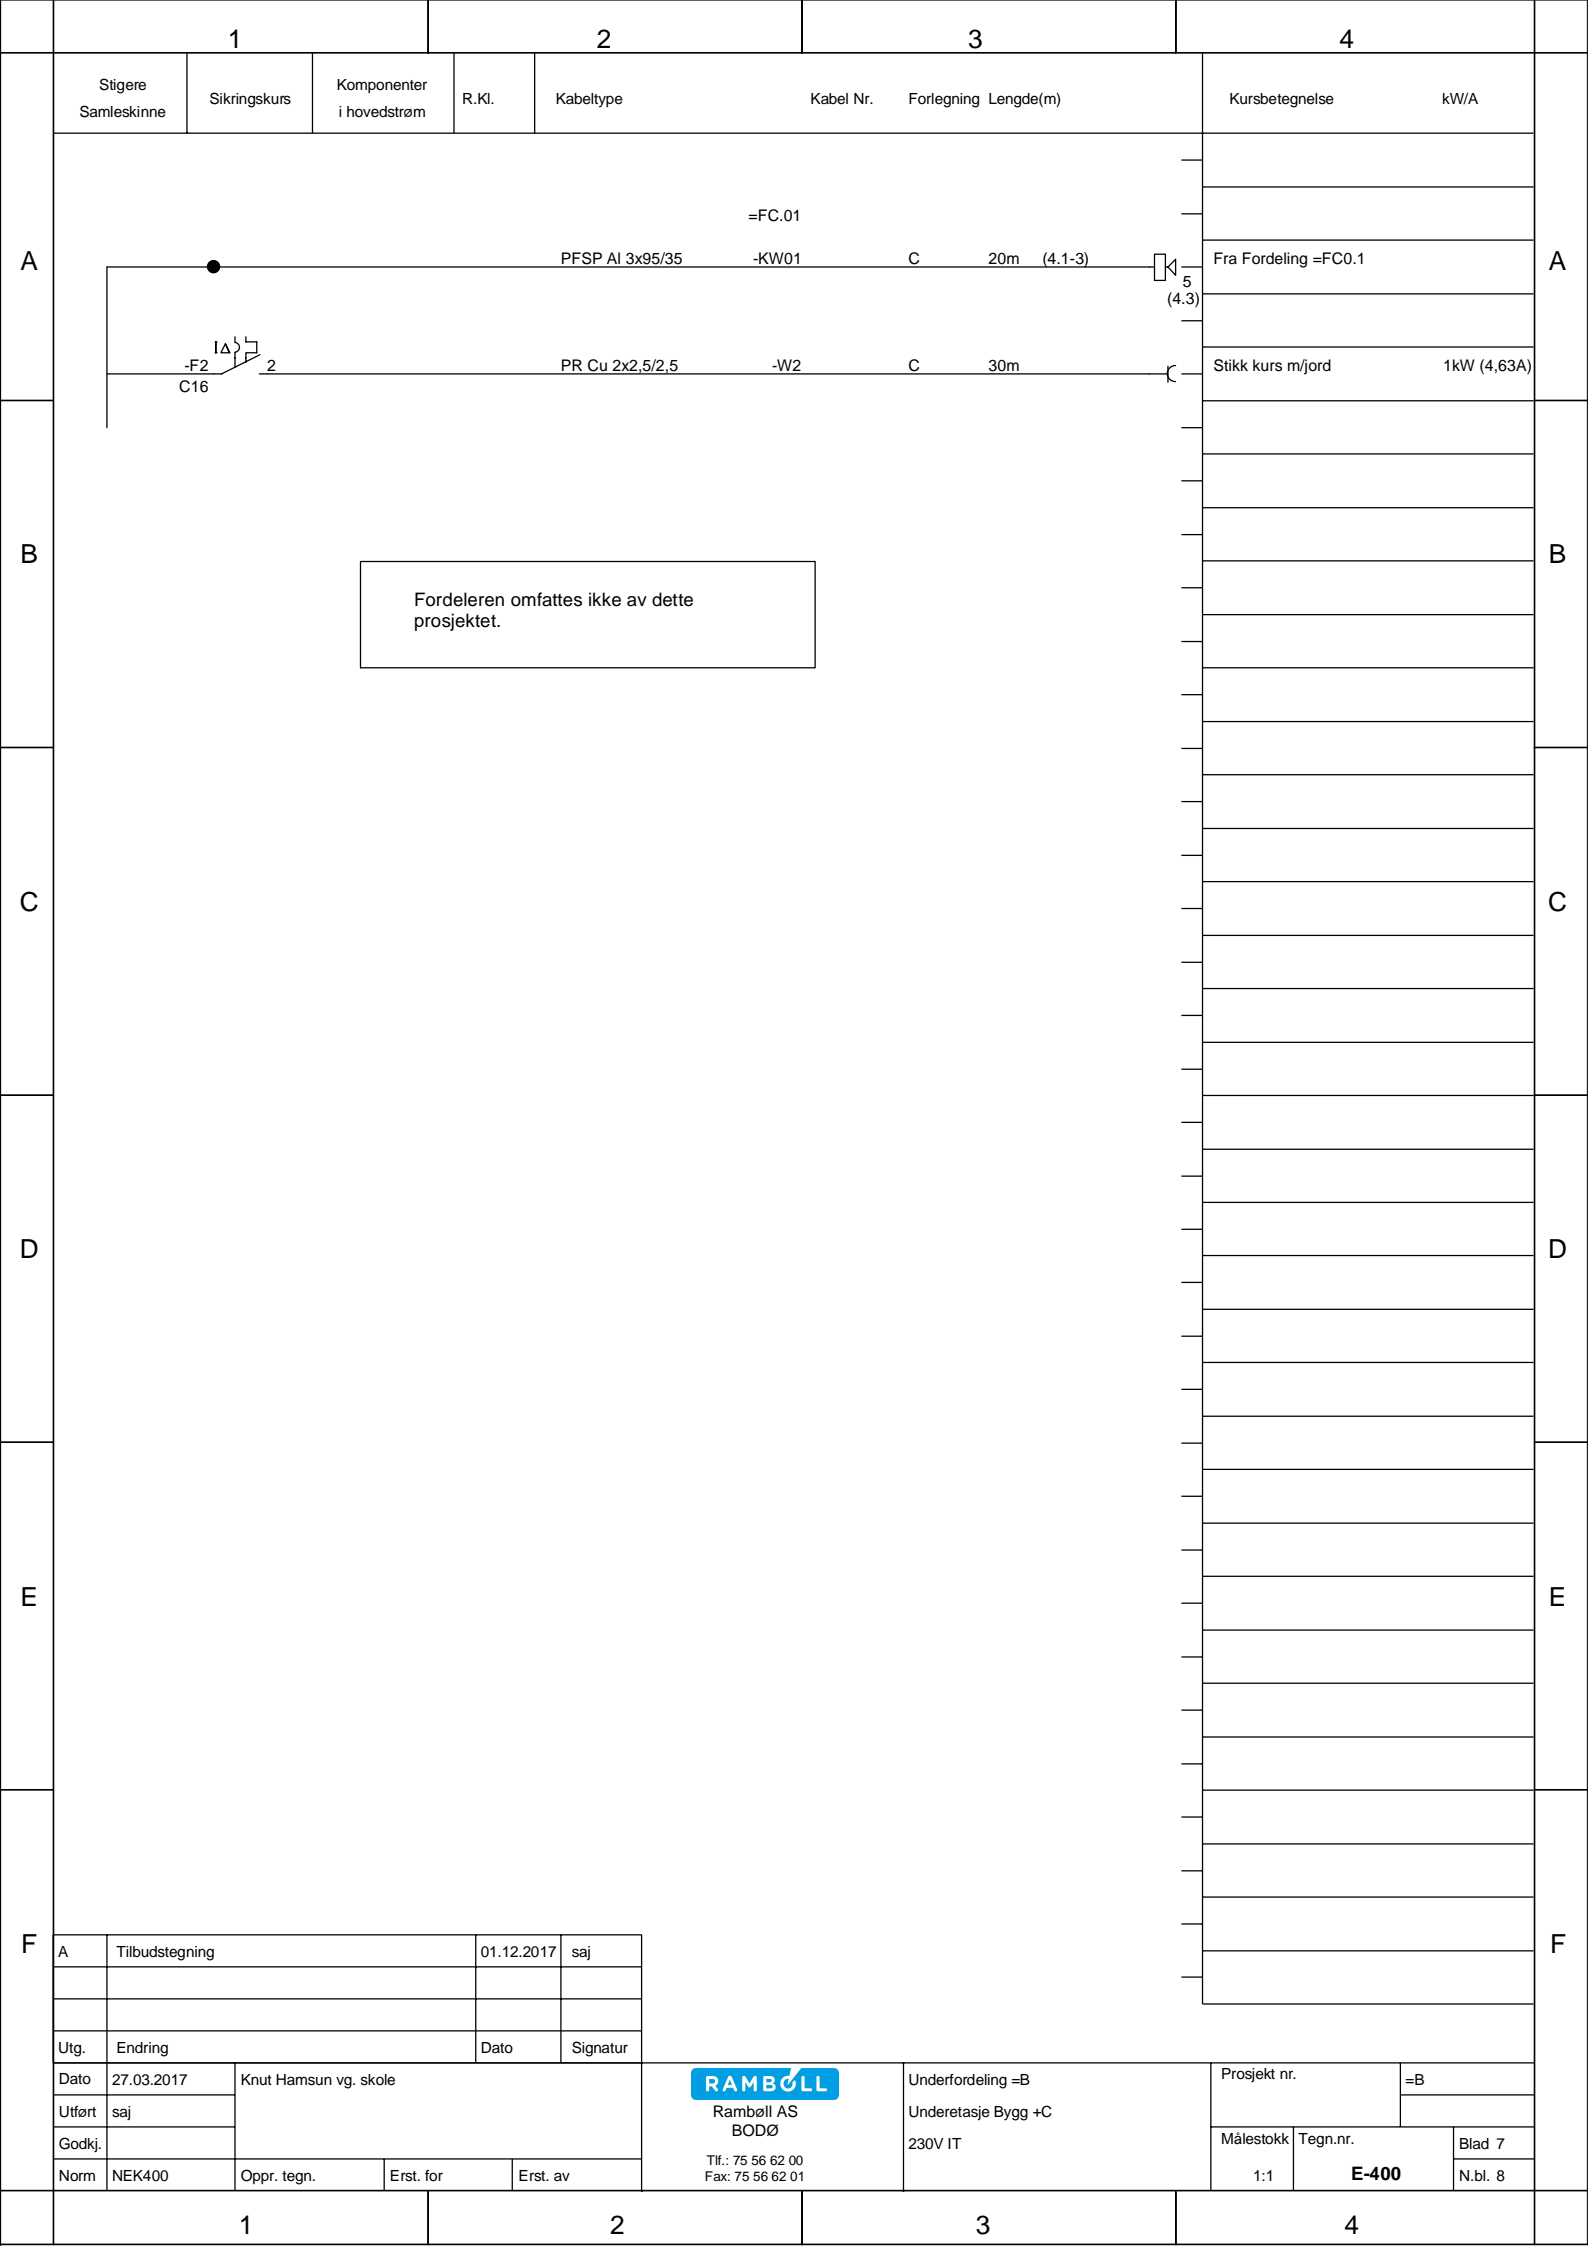 1 2 3 4
Stigere
Samleskinne
Sikringskurs
Komponenter
i hovedstrøm
R.Kl.
Kabeltype
Kabel Nr.
Forlegning Lengde(m)
Kursbetegnelse
kW/A
=FC.01
A
PFSP Al 3x95/35 -KW01 C 20m (4.1-3)
5
(4.3)
Fra Fordeling =FC0.1
A
I∆
-F2 2
C16
PR Cu 2x2,5/2,5 -W2 C 30m
Stikk kurs m/jord 1kW (4,63A)
B B
Fordeleren omfattes ikke av dette
prosjektet.
C C
D D
E E
F F
A Tilbudstegning 01.12.2017 saj
Utg. Endring Dato Signatur
Dato 27.03.2017 Knut Hamsun vg. skole
Utført saj
Godkj.
Norm NEK400 Oppr. tegn. Erst. for Erst. av
RAMBOLL
Rambøll AS
BODØ
Tlf.: 75 56 62 00
Fax: 75 56 62 01
Underfordeling =B
Underetasje Bygg +C
230V IT
Prosjekt nr.
=B
Målestokk
1:1
Tegn.nr.
E-400
Blad 7
N.bl. 8
1 2 3 4